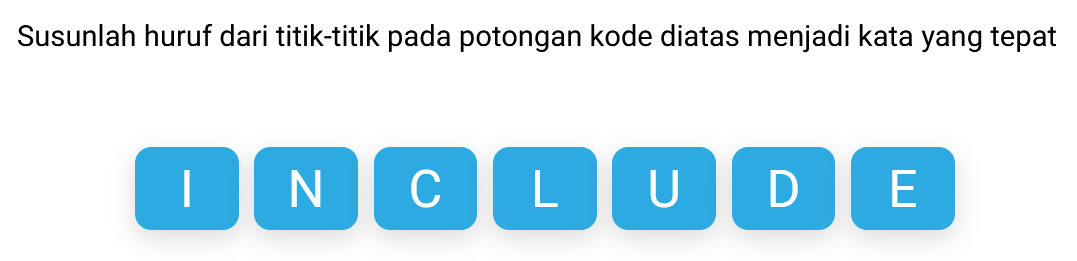 Susunlah huruf dari titik-titik pada potongan kode diatas menjadi kata yang tepat
I N C L U D E